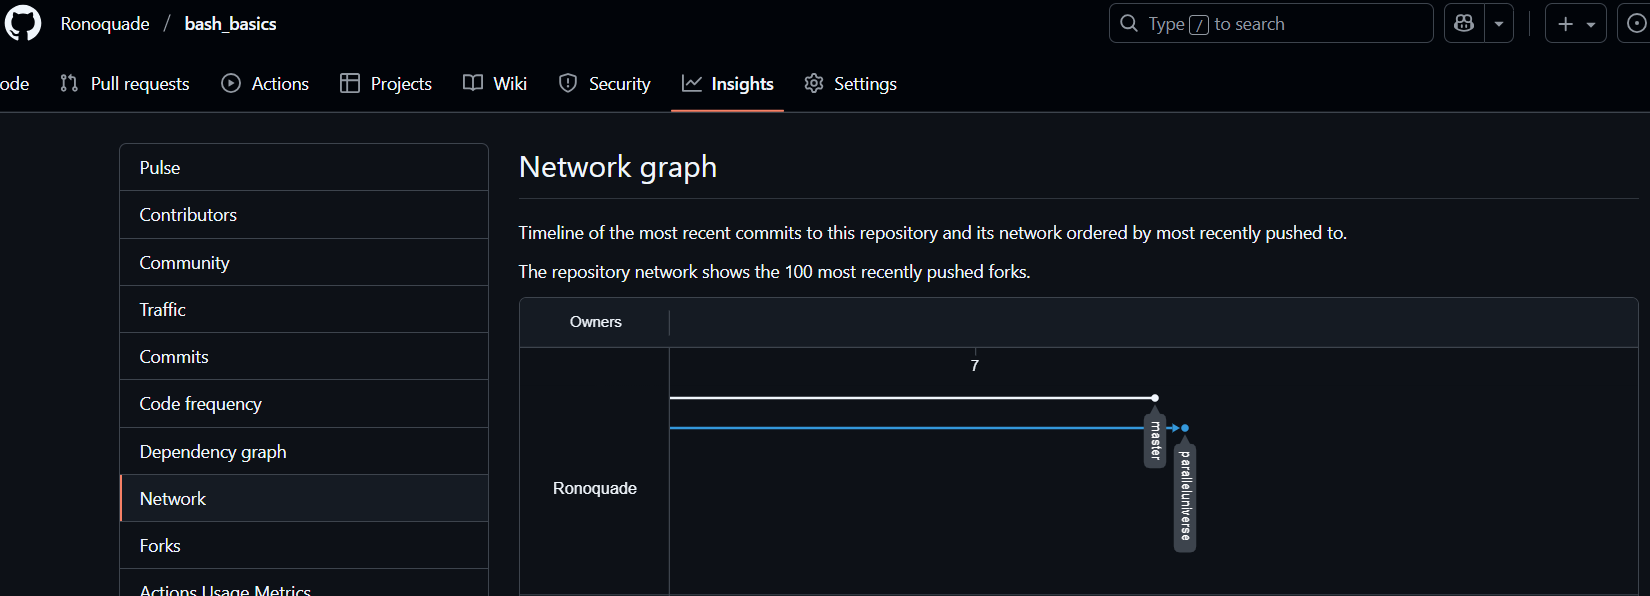 Ronoquade / bash_basics
Type / to search
ode Pull requests Actions Projects Wiki Security Insights Settings
Pulse
Contributors
Community
Traffic
Commits
Code frequency
Dependency graph
Network
Forks
Actions Usage Metrics
Network graph
Timeline of the most recent commits to this repository and its network ordered by most recently pushed to.
The repository network shows the 100 most recently pushed forks.
Owners
7
master
paralleluniverse
Ronoquade